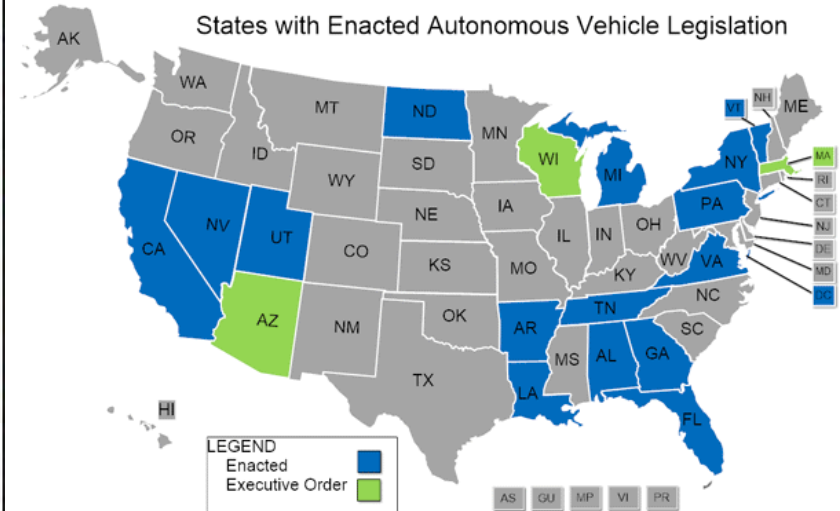 States with Enacted Autonomous Vehicle Legislation
AK
WA
MT
ND
MN
VT
NH
ME
OR
ID
SD
WI
MI
NY
MA
WY
RI
IA
PA
CT
NE
NV
UT
IL
IN
OH
NJ
CA
CO
DE
KS
MO
WV
VA
MD
KY
DC
NC
TN
AZ
NM
OK
AR
SC
MS
AL
GA
TX
LA
HI
FL
LEGEND
Enacted
Executive Order
AS
GU
MP
VI
PR